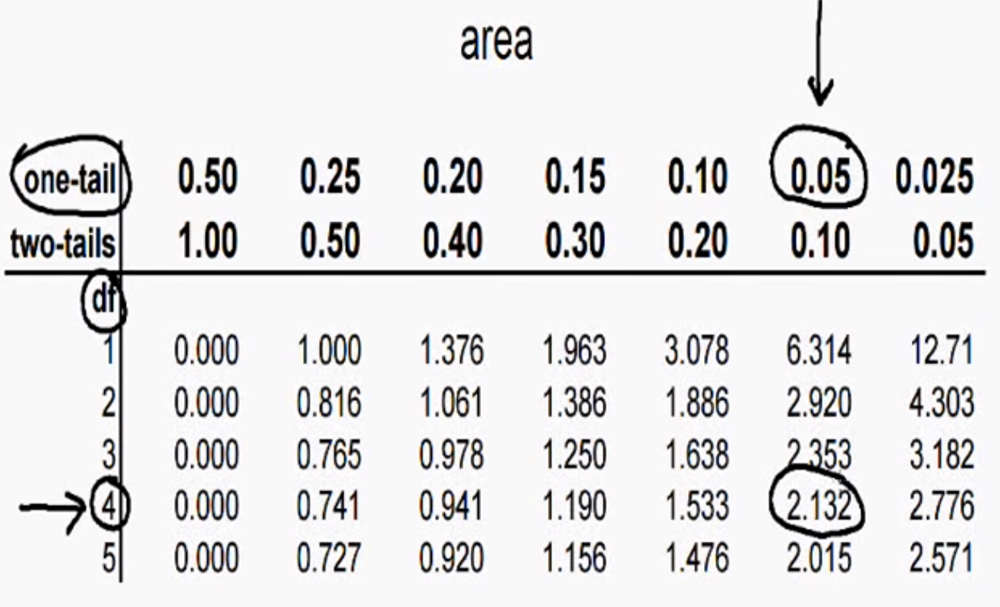 area
one-tail 0.50 0.25 0.20 0.15 0.10 0.05 0.025
two-tails 1.00 0.50 0.40 0.30 0.20 0.10 0.05
df
1 0.000 1.000 1.376 1.963 3.078 6.314 12.71
2 0.000 0.816 1.061 1.386 1.886 2.920 4.303
3 0.000 0.765 0.978 1.250 1.638 2.353 3.182
4 0.000 0.741 0.941 1.190 1.533 2.132 2.776
5 0.000 0.727 0.920 1.156 1.476 2.015 2.571